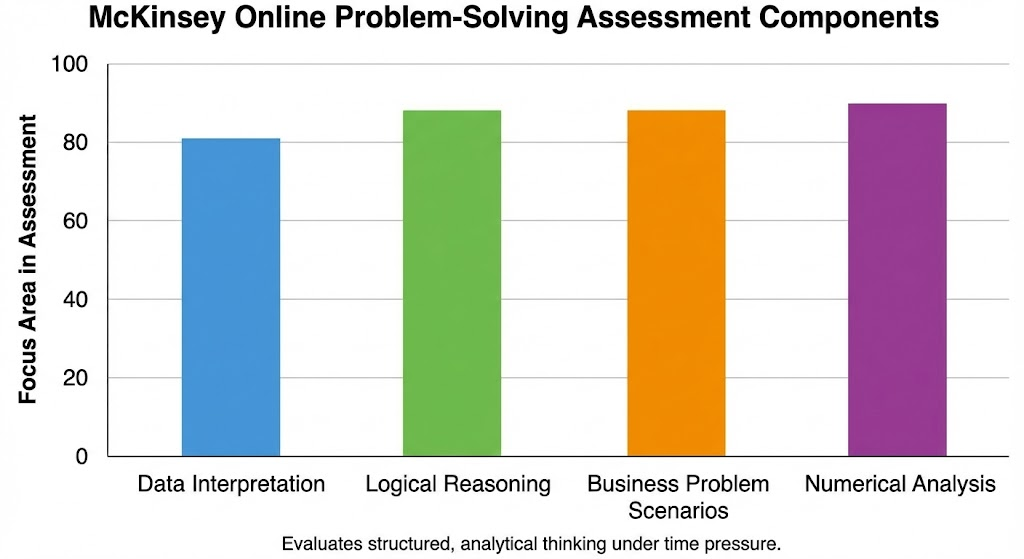 McKinsey Online Problem-Solving Assessment Components
Focus Area in Assessment
100
80
60
40
20
0
Data Interpretation
Logical Reasoning
Business Problem
Scenarios
Numerical Analysis
Evaluates structured, analytical thinking under time pressure.